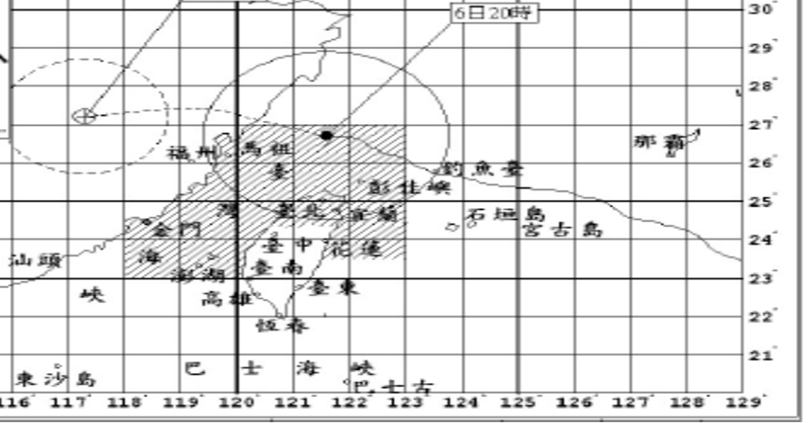 6日20時
30°
29°
28°
27°
26°
25°
24°
23°
22°
21°
福州
馬祖
那霸
臺
釣魚臺
彭佳嶼
灣
臺北
宜蘭
石垣島
宮古島
金門
海
臺中
花蓮
汕頭
澎湖
臺南
峽
高雄
臺東
恆春
東沙島
巴士海峽
巴士古
116° 117° 118° 119° 120° 121° 122° 123° 124° 125° 126° 127° 128° 129°